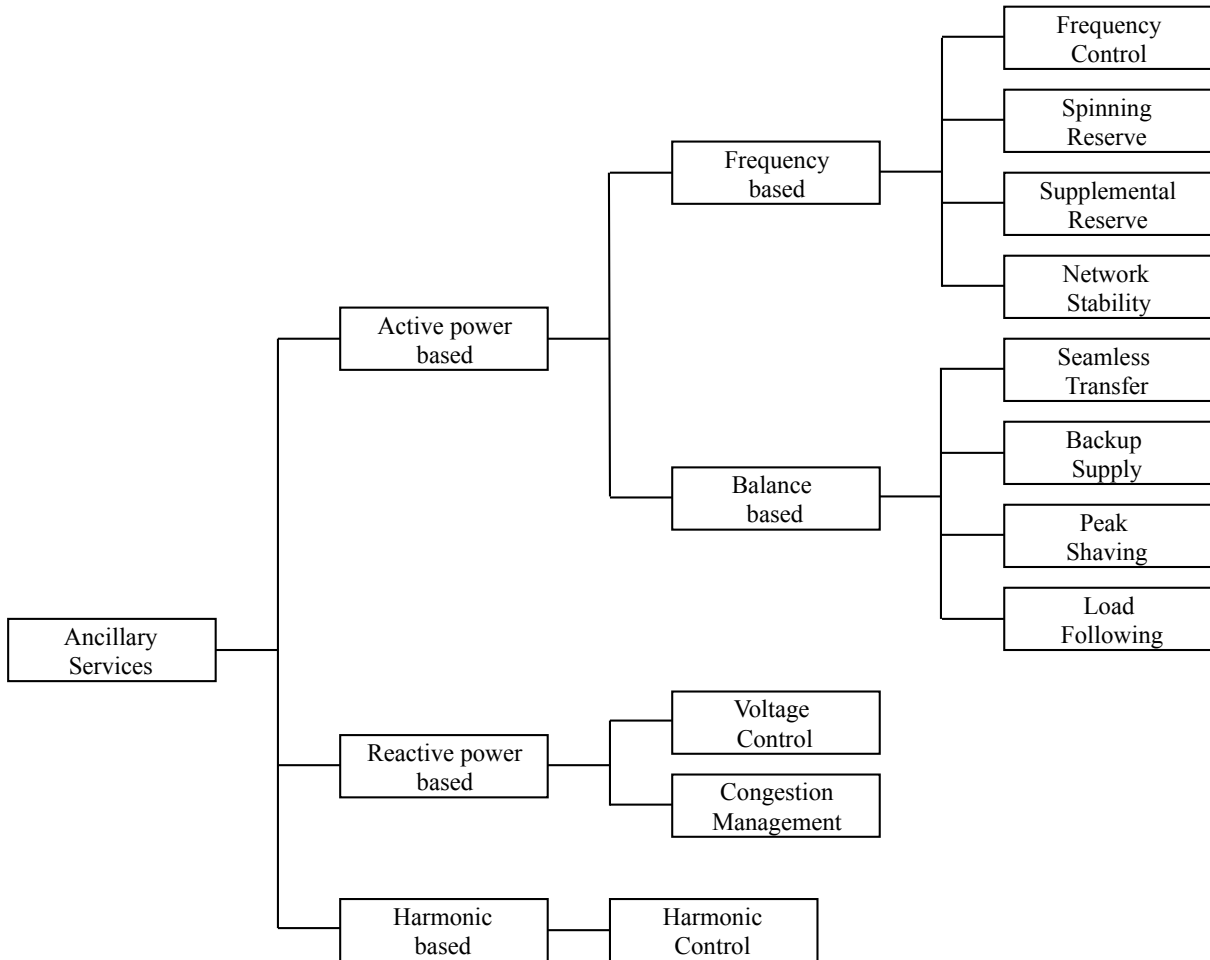 Ancillary
Services
Active power
based
Frequency
based
Frequency
Control
Spinning
Reserve
Supplemental
Reserve
Network
Stability
Balance
based
Seamless
Transfer
Backup
Supply
Peak
Shaving
Load
Following
Reactive power
based
Voltage
Control
Congestion
Management
Harmonic
based
Harmonic
Control